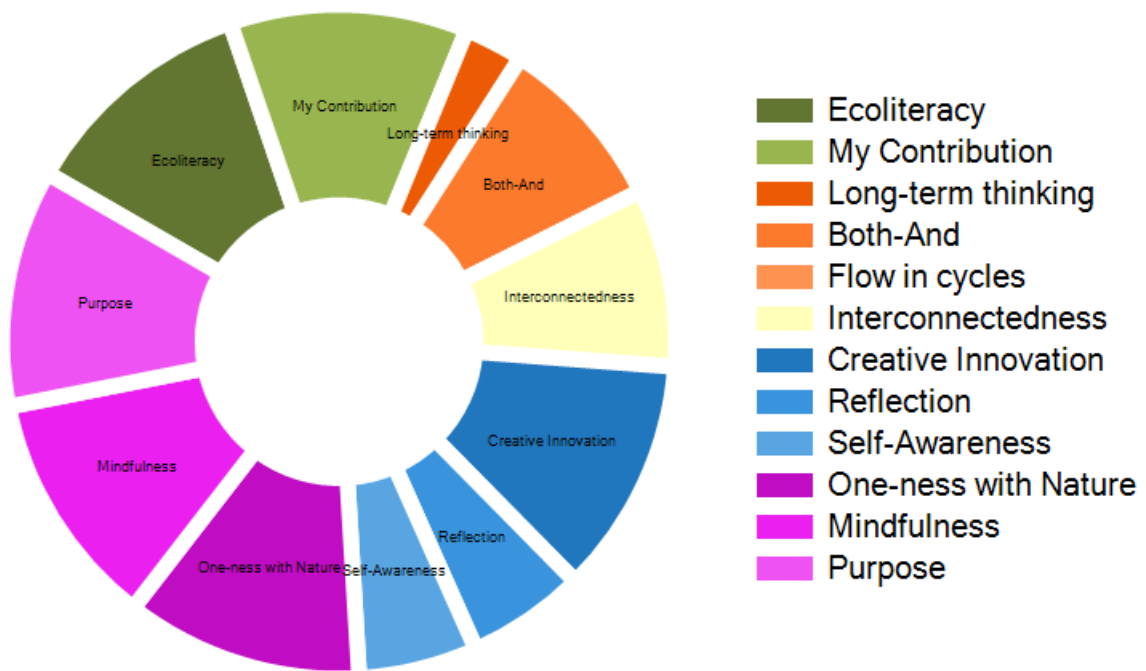 My Contribution
Long-term thinking
Ecoliteracy
Both-And
Purpose
Interconnectedness
Mindfulness
Creative Innovation
One-ness with Nature
Self-Awareness
Reflection
Ecoliteracy
My Contribution
Long-term thinking
Both-And
Flow in cycles
Interconnectedness
Creative Innovation
Reflection
Self-Awareness
One-ness with Nature
Mindfulness
Purpose